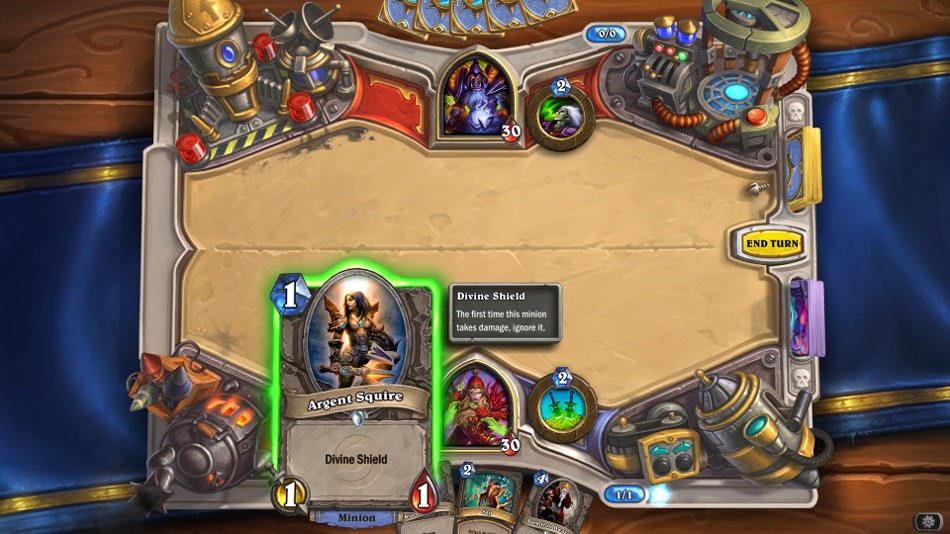 0/0
2
30
END TURN
1
Divine Shield
The first time this minion
takes damage, ignore it.
Argent Squire
2
30
Divine Shield
1
1
Minion
2
Sap
4
1/1